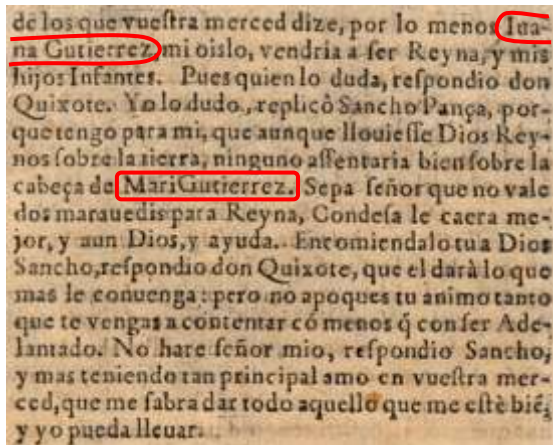 de los que vueſtra merced dize, por lo menos Iua-
na Gutierrez, mi oislo, vendria a ſer Reyna, y mis
hijos Infantes. Pues quien lo duda, reſpondio don
Quixote. Yo lo dudo, replicò Sancho Pança, por-
que tengo para mi, que aunque llouieſſe Dios Rey-
nos ſobre la tierra, ninguno aſſentaria bien ſobre la
cabeça de Mari Gutierrez. Sepa ſeñor que no vale
dos marauedis para Reyna, Condeſa le caera me-
jor, y aun Dios, y ayuda. Encomiendalo tu a Dios
Sancho, reſpondio don Quixote, que el darà lo que
mas le conuenga: pero no apoques tu animo tanto
que te vengas a contentar cõ menos q̃ con ſer Ade-
lantado. No hare ſeñor mio, reſpondio Sancho,
y mas teniendo tan principal amo en vueſtra mer-
ced, que me ſabra dar todo aquello que me eſtè biẽ,
y yo pueda lleuar.